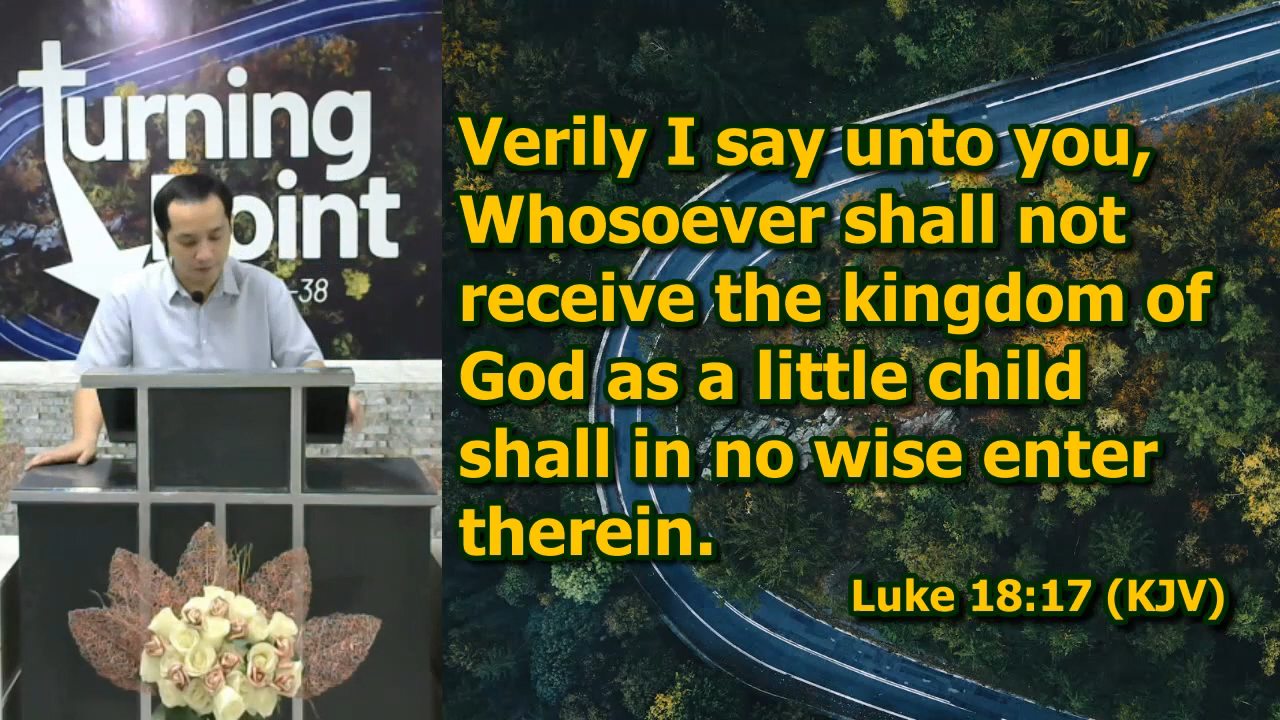 turning
Point
-38
Verily I say unto you,
Whosoever shall not
receive the kingdom of
God as a little child
shall in no wise enter
therein.
Luke 18:17 (KJV)